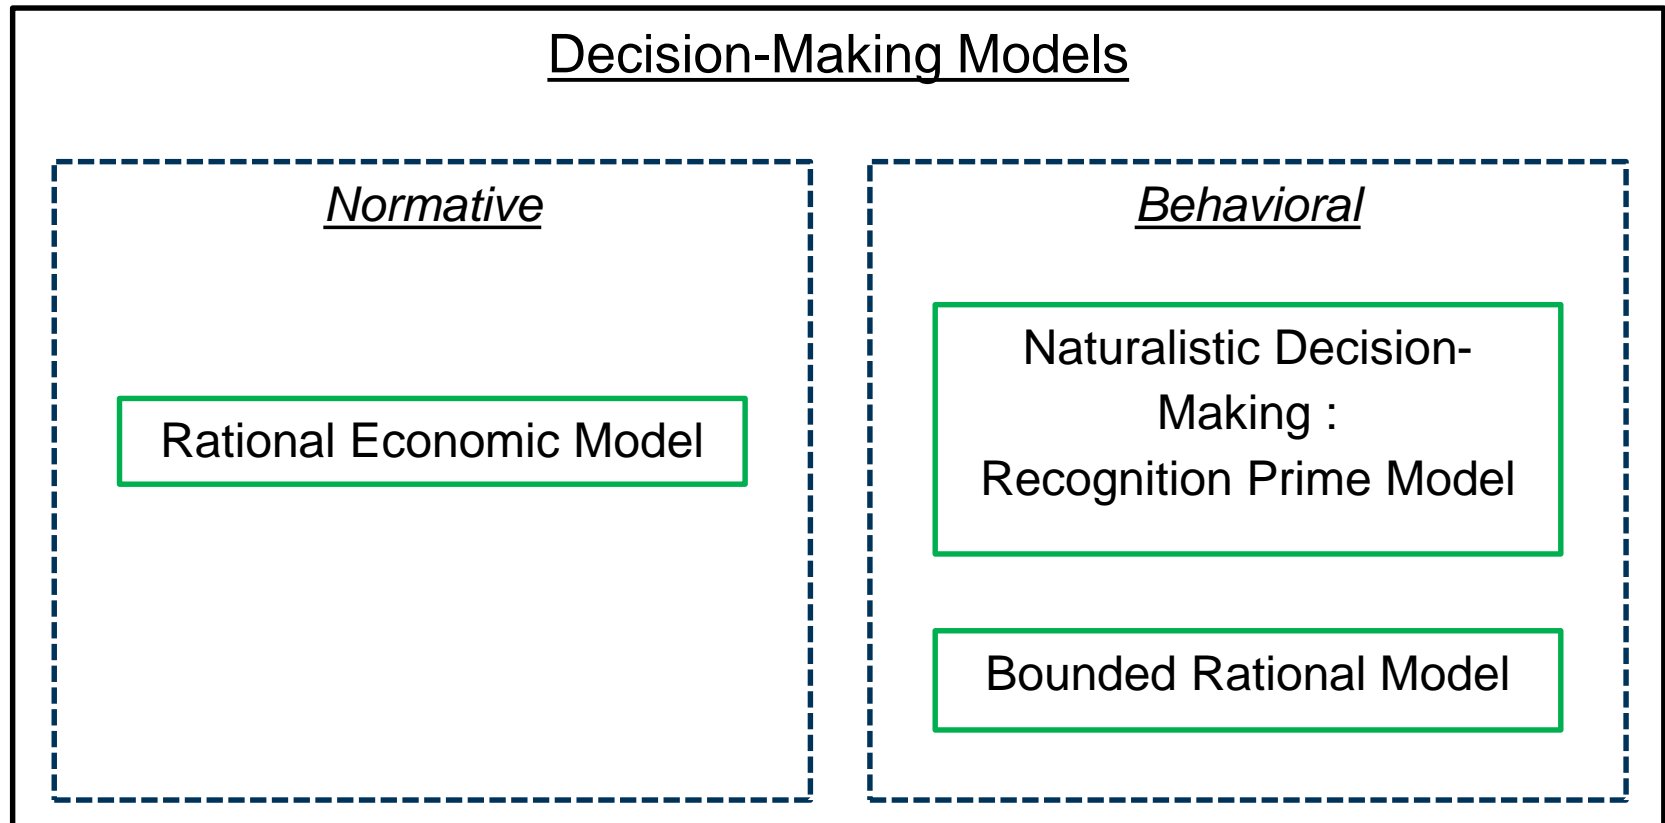 Decision-Making Models
Normative
Behavioral
Rational Economic Model
Naturalistic Decision-
Making :
Recognition Prime Model
Bounded Rational Model